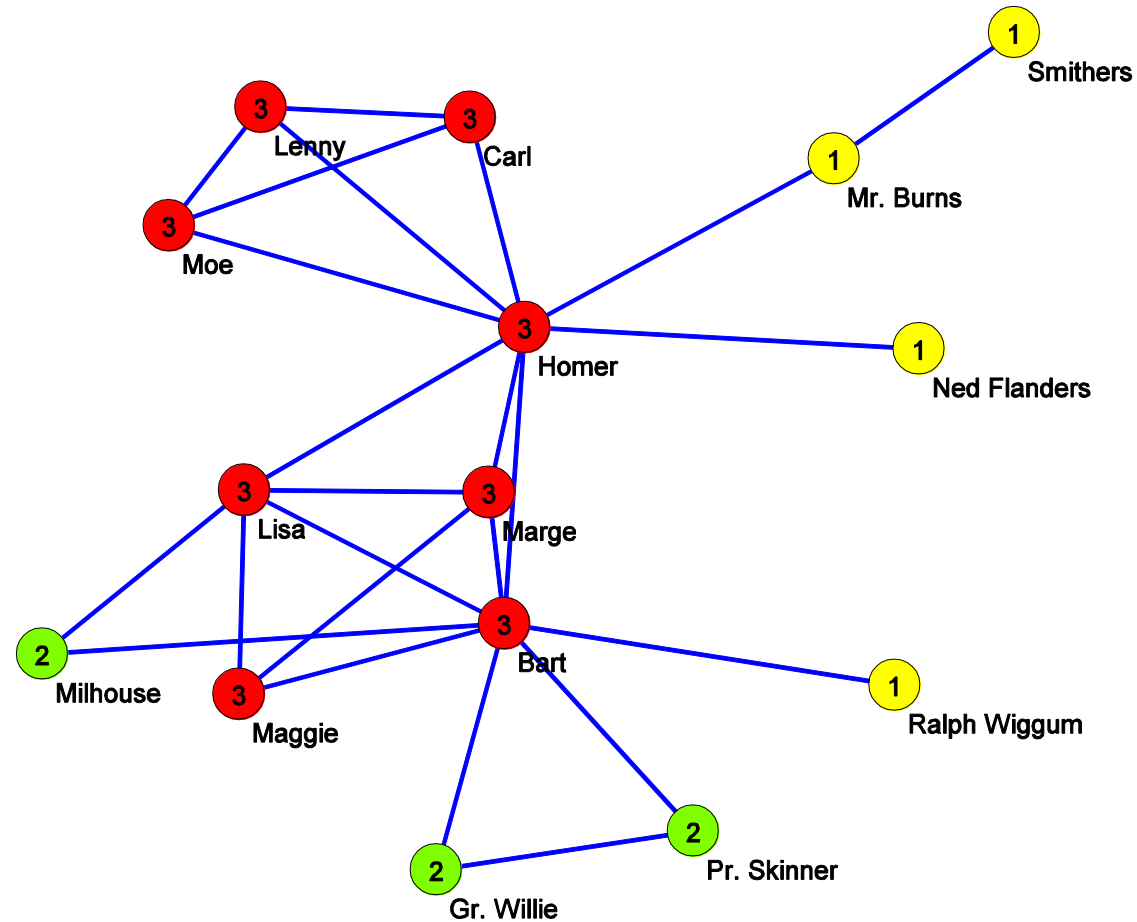 1
Smithers
3
Lenny
3
Carl
1
Mr. Burns
3
Moe
3
Homer
1
Ned Flanders
3
Lisa
3
Marge
3
Bart
2
Milhouse
3
Maggie
1
Ralph Wiggum
2
Pr. Skinner
2
Gr. Willie